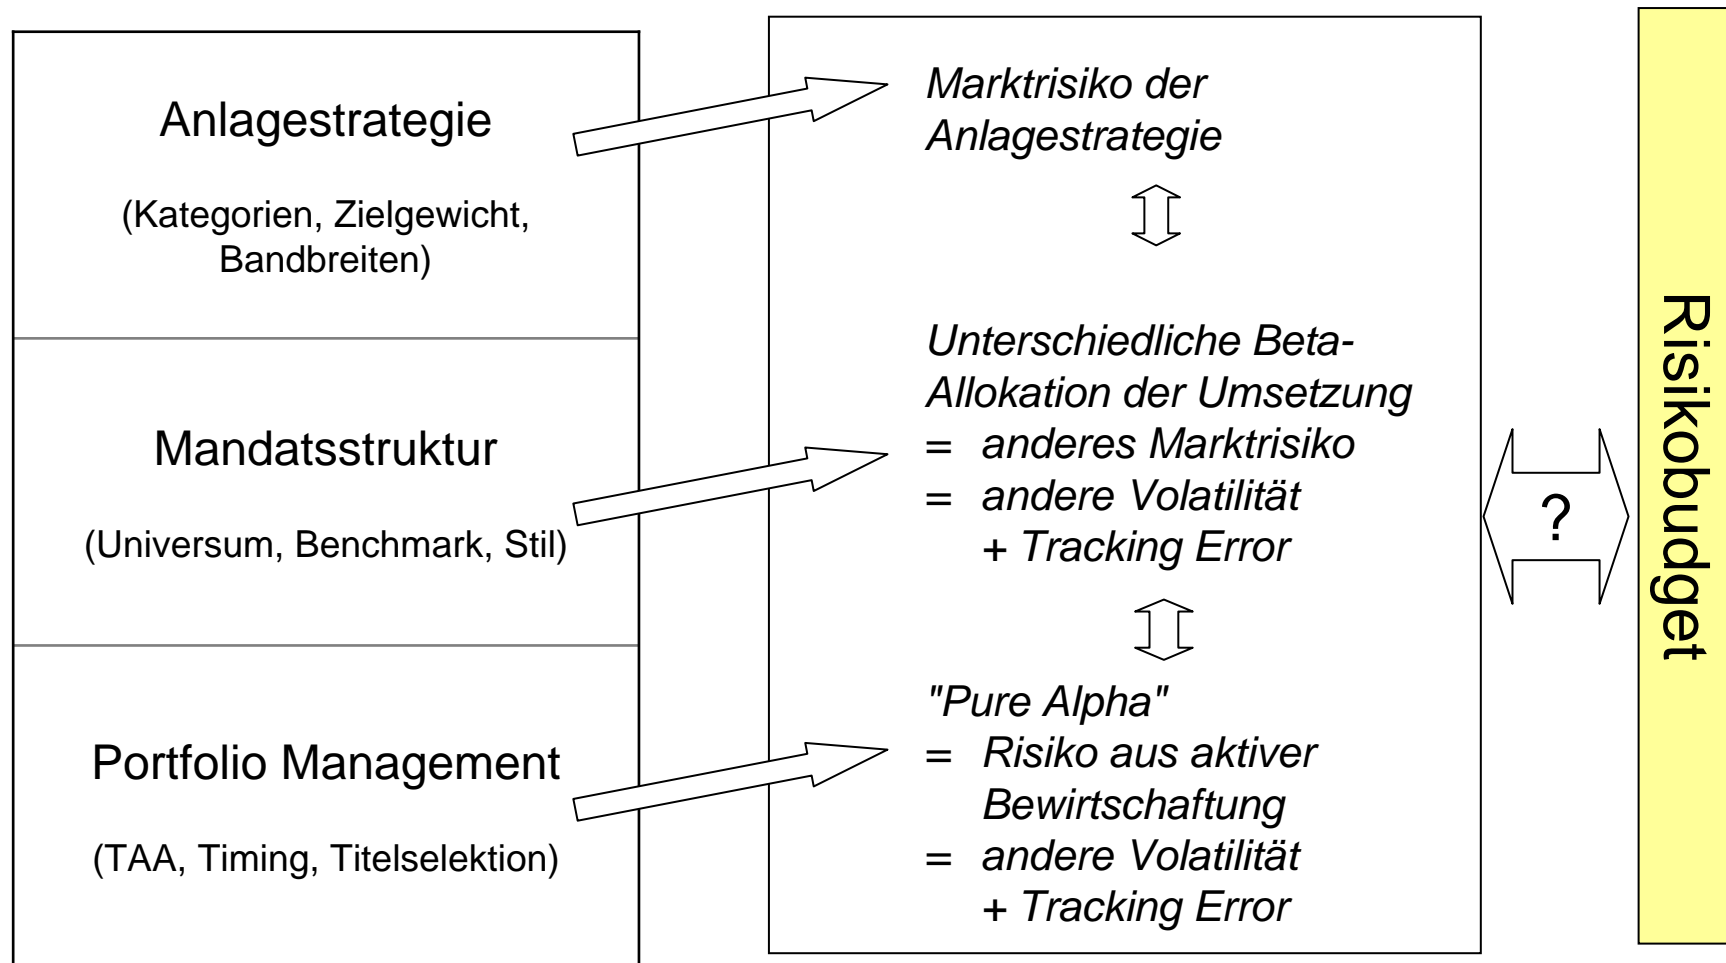 Anlagestrategie
(Kategorien, Zielgewicht,
Bandbreiten)
Mandatsstruktur
(Universum, Benchmark, Stil)
Portfolio Management
(TAA, Timing, Titelselektion)
Marktrisiko der
Anlagestrategie
Unterschiedliche Beta-
Allokation der Umsetzung
= anderes Marktrisiko
= andere Volatilität
+ Tracking Error
"Pure Alpha"
= Risiko aus aktiver
Bewirtschaftung
= andere Volatilität
+ Tracking Error
?
Risikobudget